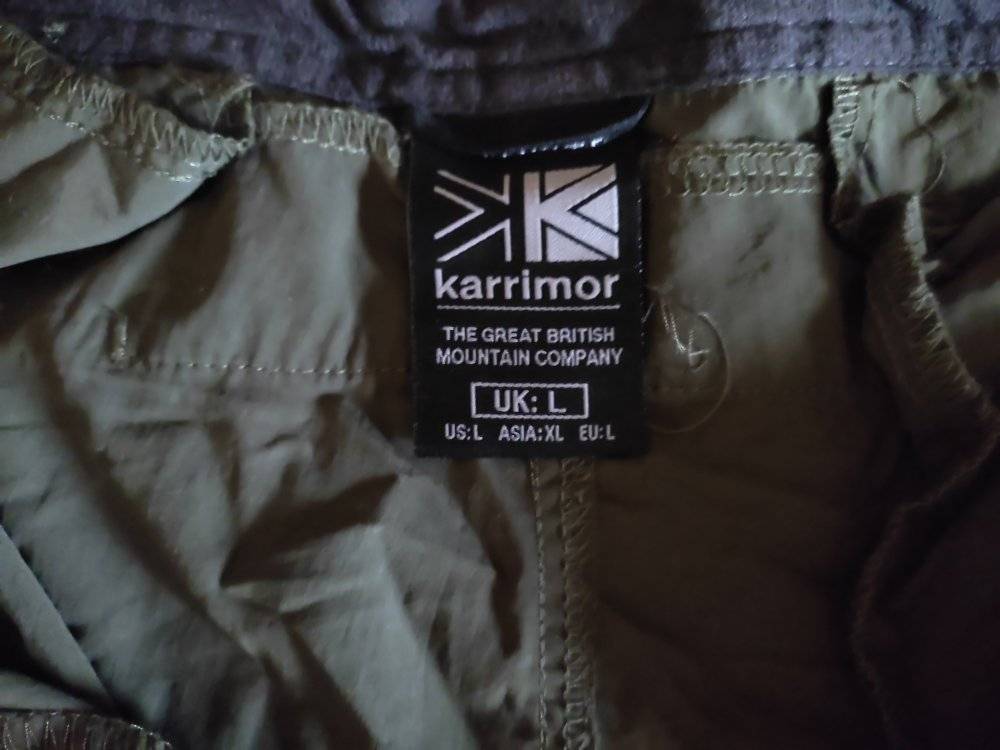 karrimor
THE GREAT BRITISH
MOUNTAIN COMPANY
UK: L
US:L ASIA:XL EU:L